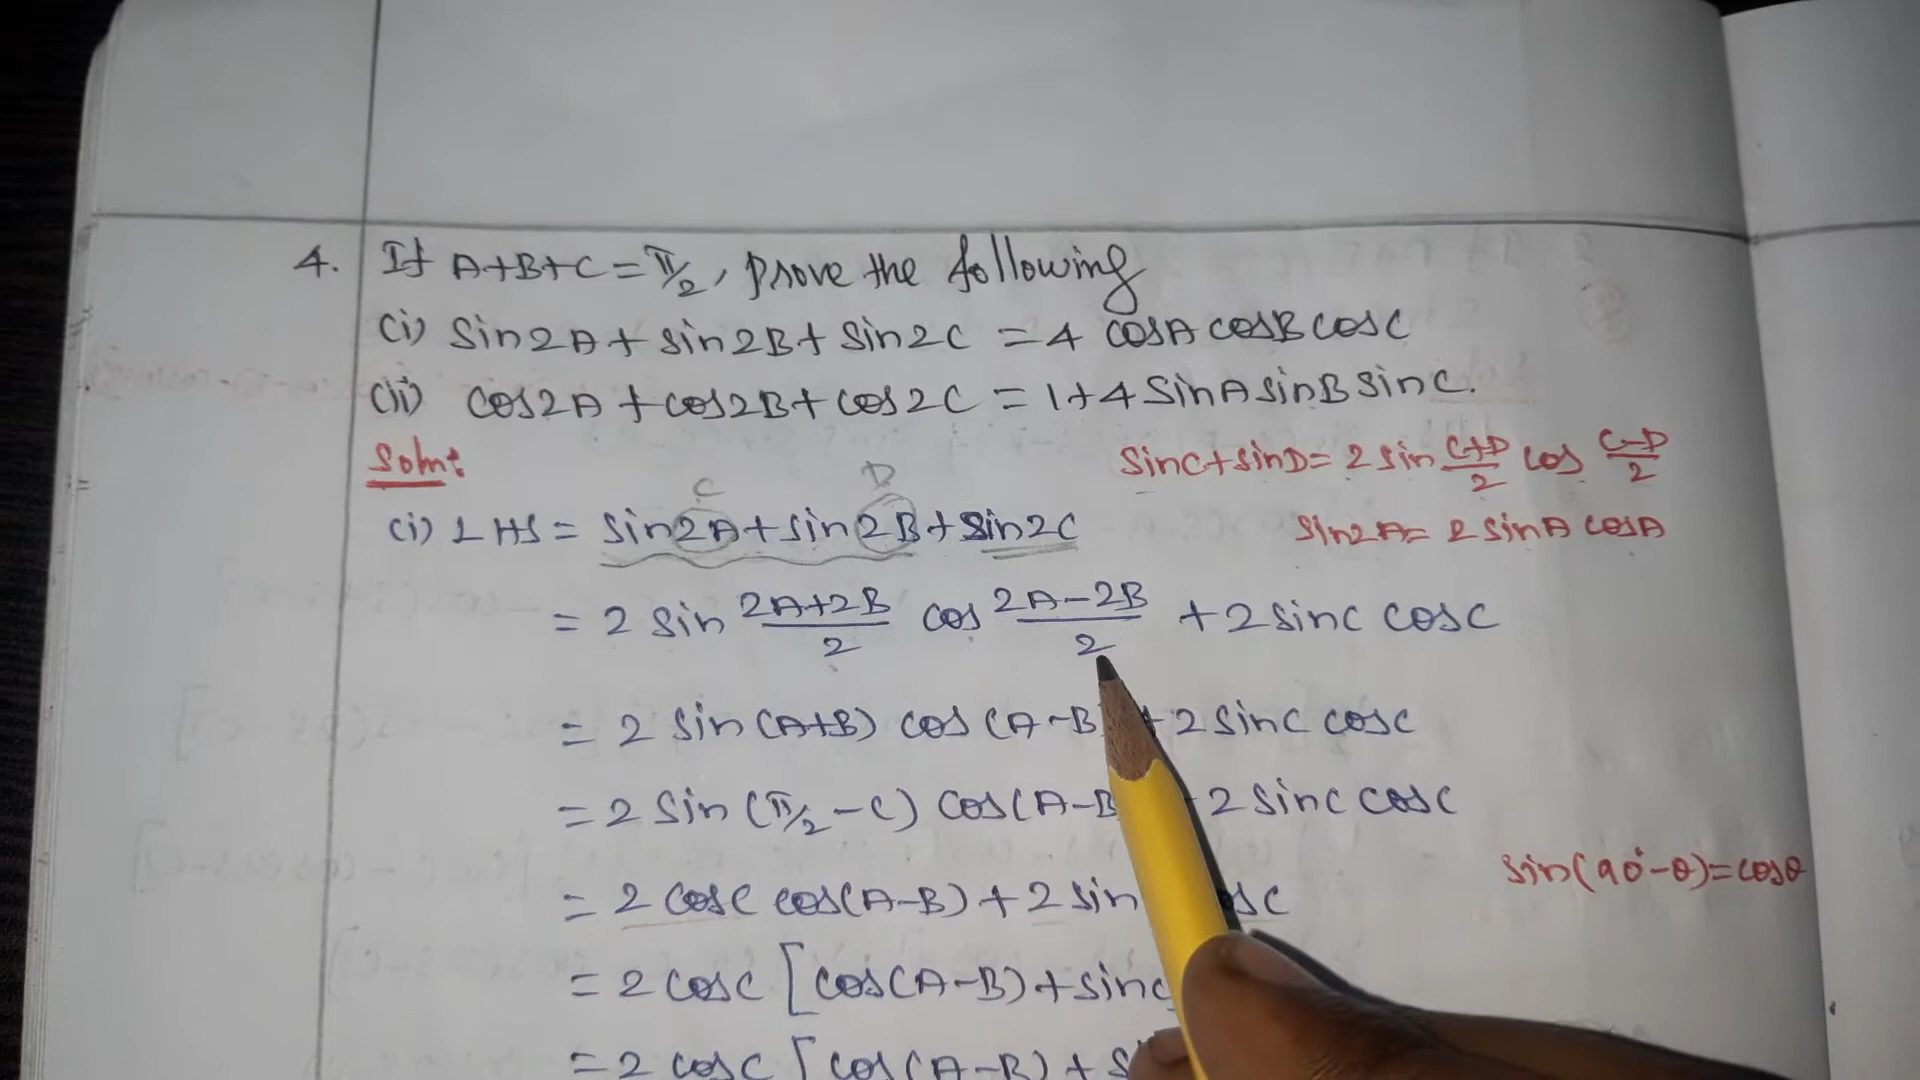 4. If A+B+C = π/2, prove the following
(i) Sin2A + sin2B + Sin2C = 4 cosA cosB cosC
(ii) cos2A + cos2B + cos2C = 1+4 SinA sinB sinC.
Soln:
SinC+sinD = 2 sin C+D/2 cos C-D/2
C D
(i) LHS = sin2A + sin2B + sin2C
Sin2A = 2 sinA cosA
= 2 sin 2A+2B/2 cos 2A-2B/2 + 2 sinC cosC
= 2 sin (A+B) cos (A-B + 2 sinC cosC
= 2 Sin (π/2 - C) cos(A-B 2 sinC cosC
= 2 cosC cos(A-B) + 2 sin C
sin(90°-θ) = cosθ
= 2 cosC [cos(A-B) + sinC
= 2 cosC [cos(A-B) +